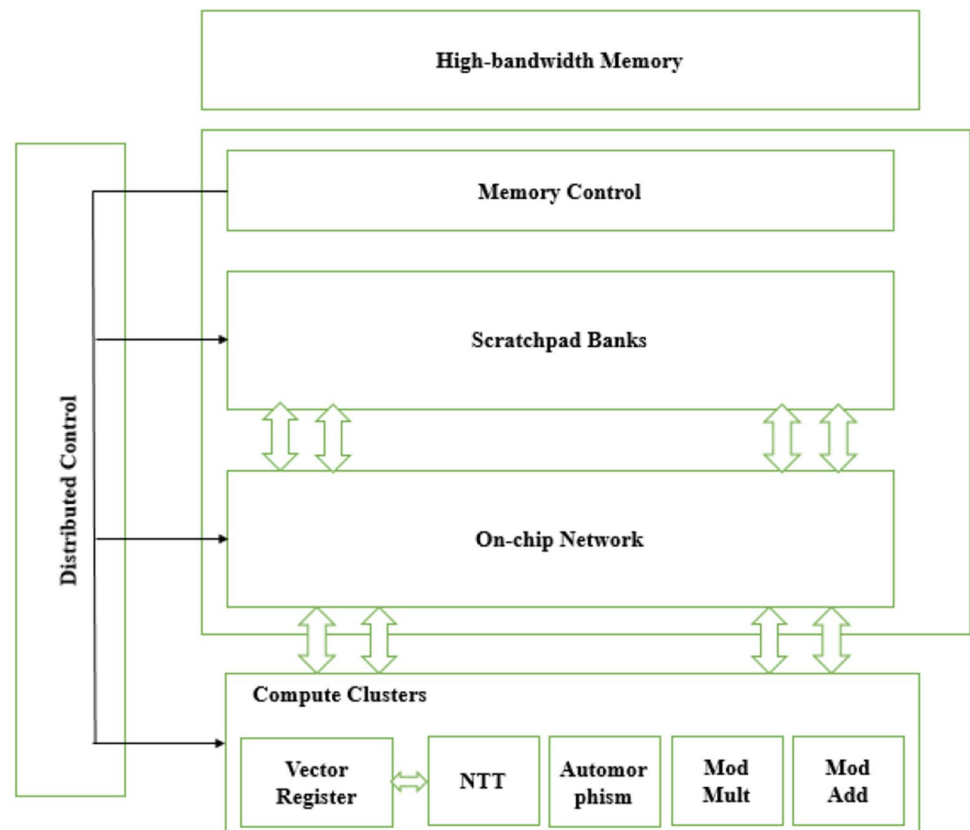 High-bandwidth Memory
Memory Control
Scratchpad Banks
Distributed Control
On-chip Network
Compute Clusters
Vector
Register
NTT
Automor
phism
Mod
Mult
Mod
Add